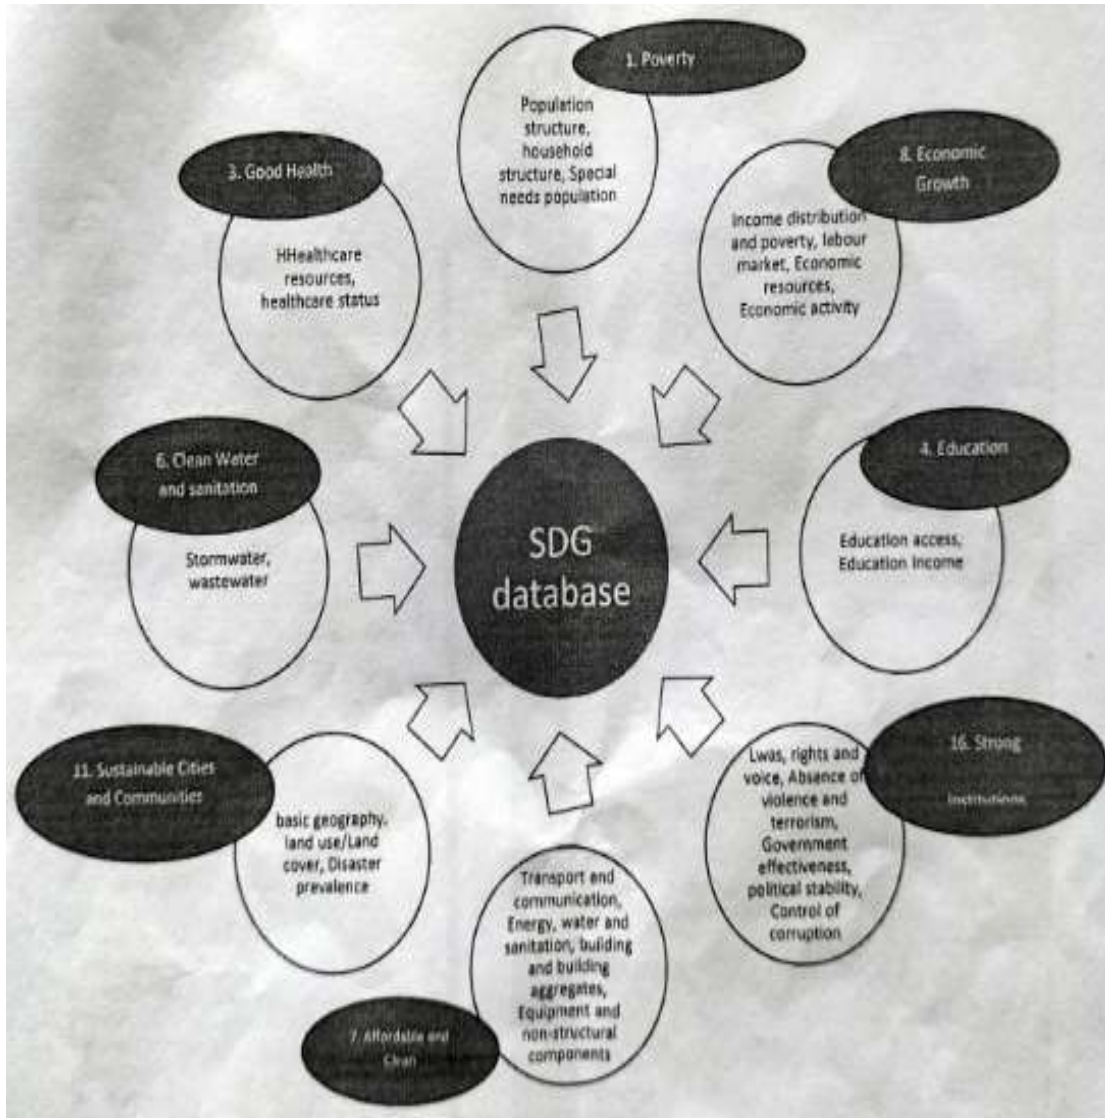 1. Poverty
Population
structure,
household
structure, Special
needs population
8. Economic
Growth
Income distribution
and poverty, labour
market, Economic
resources,
Economic activity
4. Education
Education access,
Education Income
16. Strong
Institutions
Lwas, rights and
voice, Absence of
violence and
terrorism,
Government
effectiveness,
political stability,
Control of
corruption
7. Affordable and
Clean
Transport end
communication,
Energy, water and
sanitation, building
and building
aggregates,
Equipment and
non-structural
components
11. Sustainable Cities
and Communities
basic geography,
land use/Land
cover, Disaster
prevalence
6. Clean Water
and sanitation
Stormwater,
wastewater
3. Good Health
HHealthcare
resources,
healthcare status
SDG
database